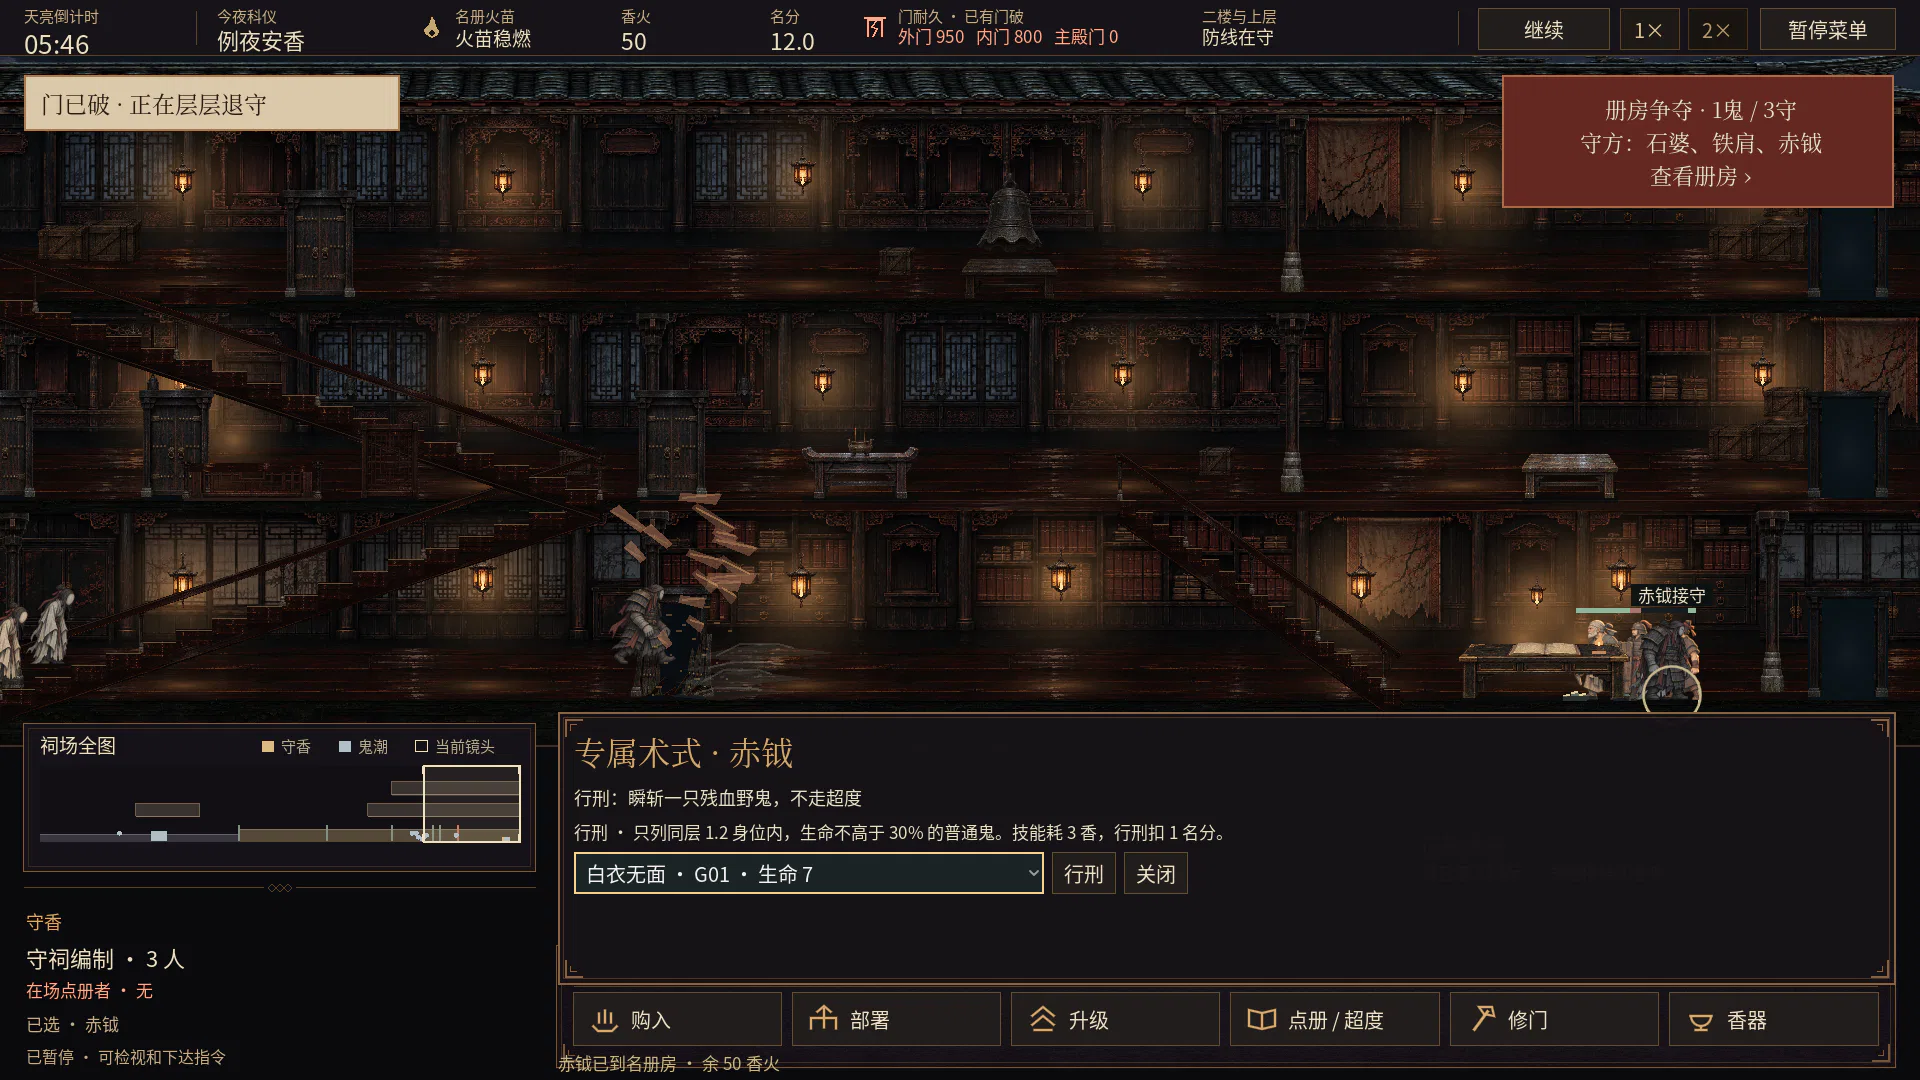 天亮倒计时
05:46
今夜科仪
例夜安香
名册火苗
火苗稳燃
香火
50
名分
12.0
门耐久 · 已有门破
外门 950 内门 800 主殿门 0
二楼与上层
防线在守
继续
1×
2×
暂停菜单
门已破 · 正在层层退守
册房争夺 · 1鬼 / 3守
守方：石婆、铁肩、赤钺
查看册房 ›
赤钺接守
祠场全图
守香
鬼潮
当前镜头
守香
守祠编制 · 3 人
在场点册者 · 无
已选 · 赤钺
已暂停 · 可检视和下达指令
专属术式 · 赤钺
行刑：瞬斩一只残血野鬼，不走超度
行刑 · 只列同层 1.2 身位内，生命不高于 30% 的普通鬼。技能耗 3 香，行刑扣 1 名分。
白衣无面 · G01 · 生命 7
行刑
关闭
购入
部署
升级
点册 / 超度
修门
香器
赤钺已到名册房 · 余 50 香火